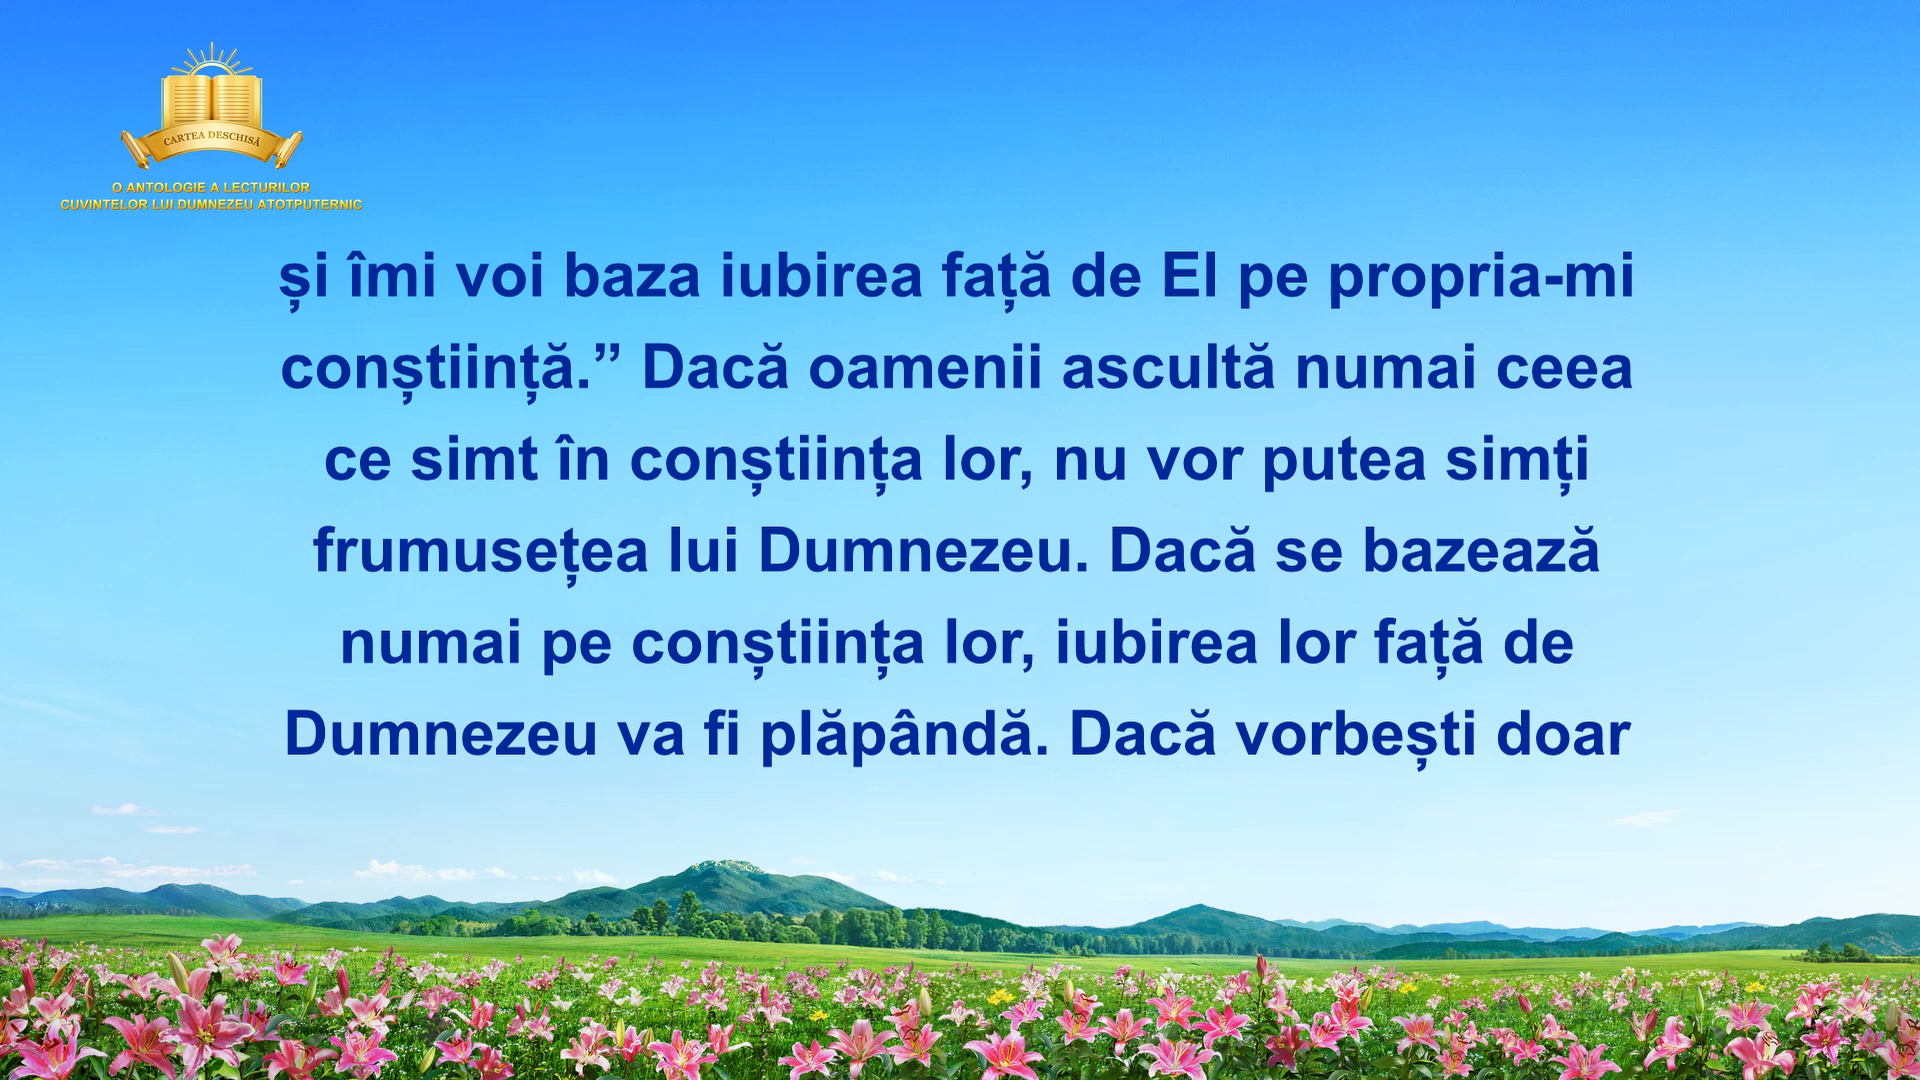 CARTEA DESCHISĂ
O ANTOLOGIE A LECTURILOR
CUVINTELOR LUI DUMNEZEU ATOTPUTERNIC
și îmi voi baza iubirea față de El pe propria-mi
conștiință.” Dacă oamenii ascultă numai ceea
ce simt în conștiința lor, nu vor putea simți
frumusețea lui Dumnezeu. Dacă se bazează
numai pe conștiința lor, iubirea lor față de
Dumnezeu va fi plăpândă. Dacă vorbești doar